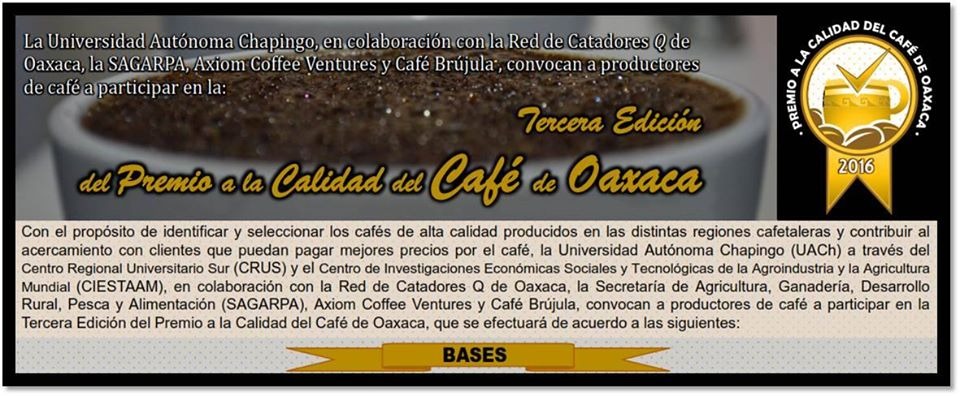 La Universidad Autónoma Chapingo, en colaboración con la Red de Catadores Q de
Oaxaca, la SAGARPA, Axiom Coffee Ventures y Café Brújula, convocan a productores
de café a participar en la:
Tercera Edición
del Premio a la Calidad del Café de Oaxaca
PREMIO A LA CALIDAD DEL CAFÉ DE OAXACA
2016
Con el propósito de identificar y seleccionar los cafés de alta calidad producidos en las distintas regiones cafetaleras y contribuir al
acercamiento con clientes que puedan pagar mejores precios por el café, la Universidad Autónoma Chapingo (UACh) a través del
Centro Regional Universitario Sur (CRUS) y el Centro de Investigaciones Económicas Sociales y Tecnológicas de la Agroindustria y la Agricultura
Mundial (CIESTAAM), en colaboración con la Red de Catadores Q de Oaxaca, la Secretaría de Agricultura, Ganadería, Desarrollo
Rural, Pesca y Alimentación (SAGARPA), Axiom Coffee Ventures y Café Brújula, convocan a productores de café a participar en la
Tercera Edición del Premio a la Calidad del Café de Oaxaca, que se efectuará de acuerdo a las siguientes:
BASES